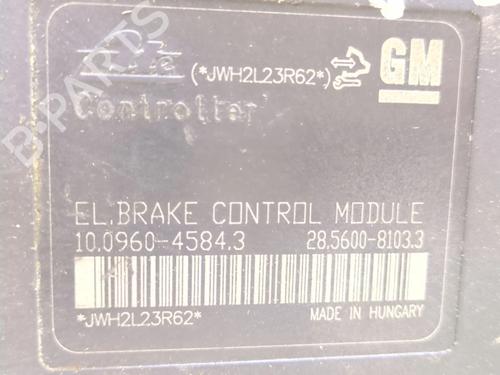 Ate (*JWH2L23R62*) GM
Controller
B-PARTS
EL.BRAKE CONTROL MODULE
10.0960-4584.3 28.5600-8103.3
*JWH2L23R62* MADE IN HUNGARY